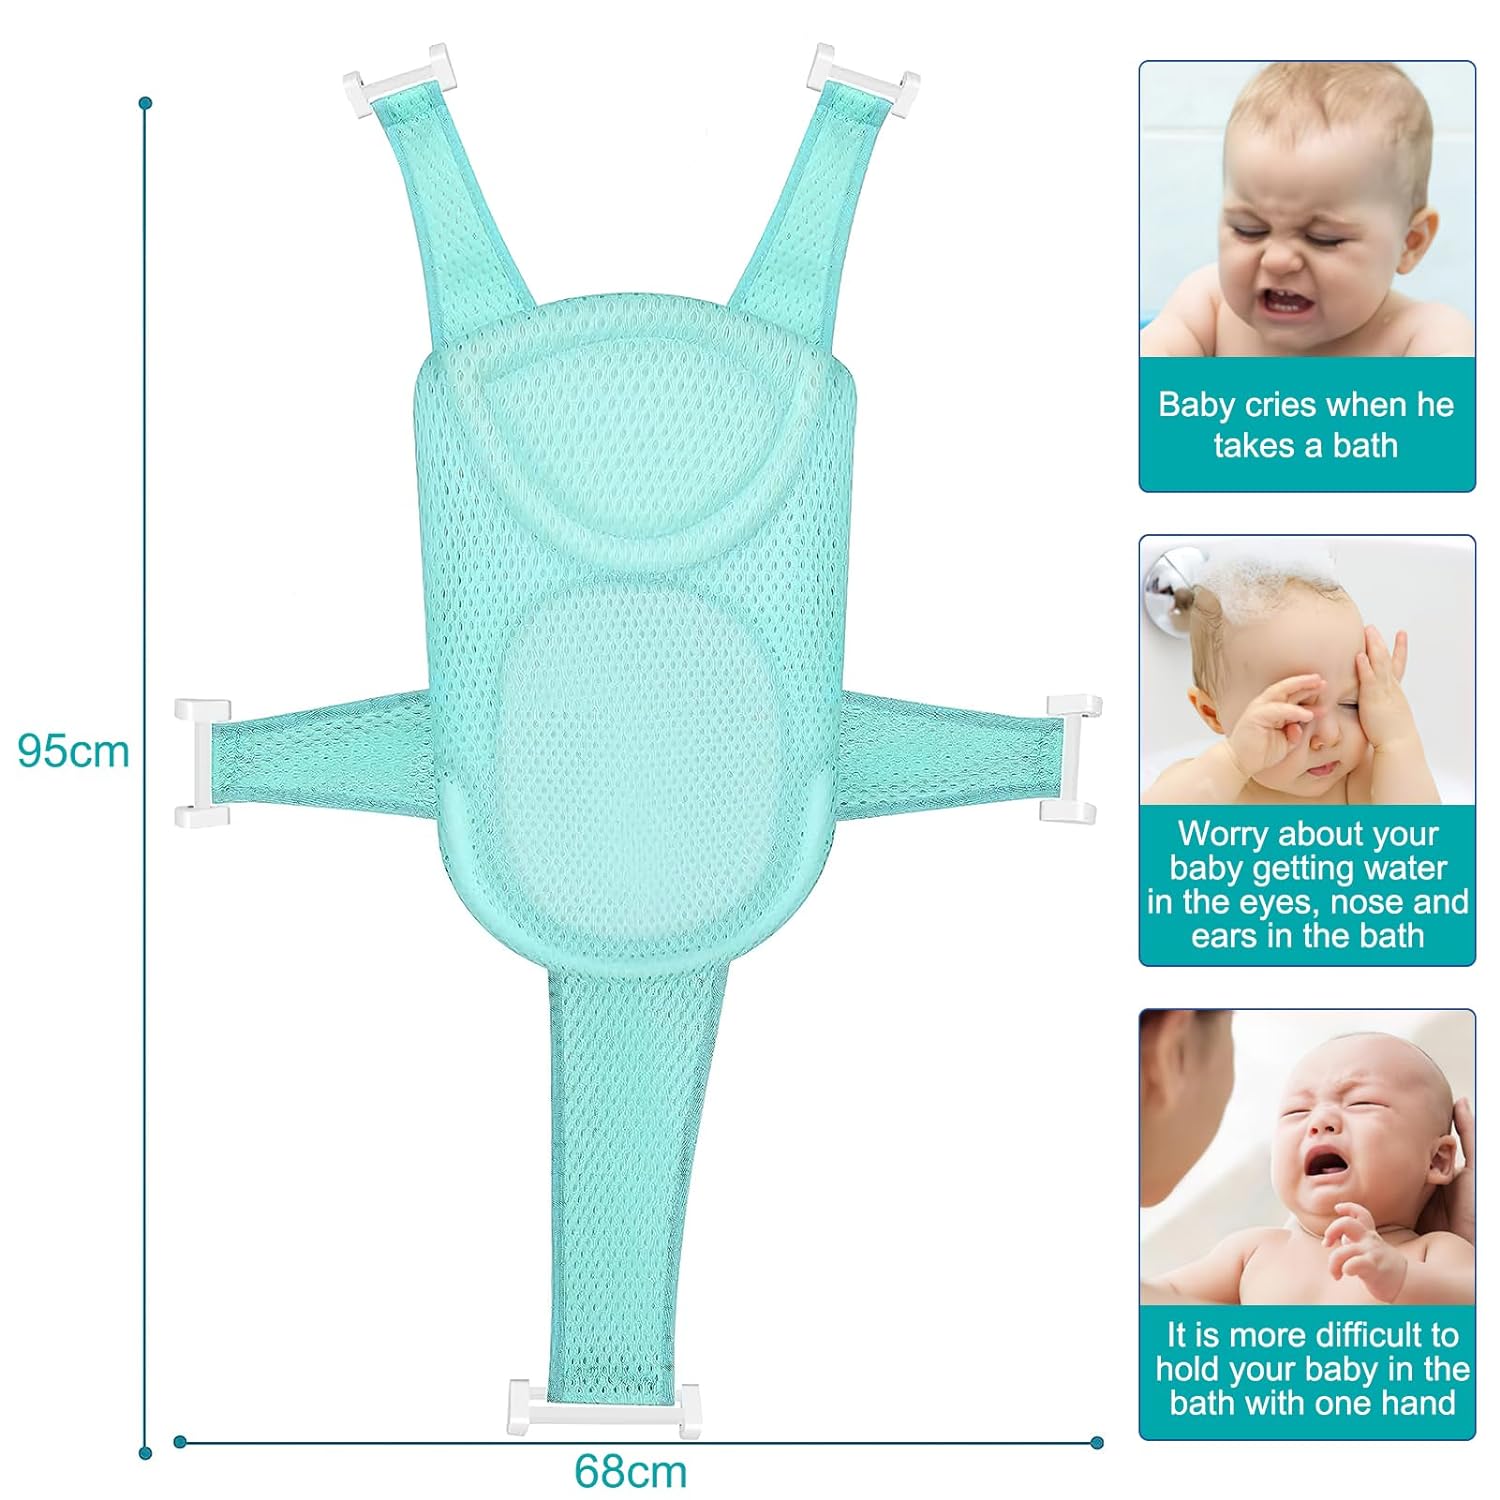 95cm
68cm
Baby cries when he
takes a bath
Worry about your
baby getting water
in the eyes, nose and
ears in the bath
It is more difficult to
hold your baby in the
bath with one hand